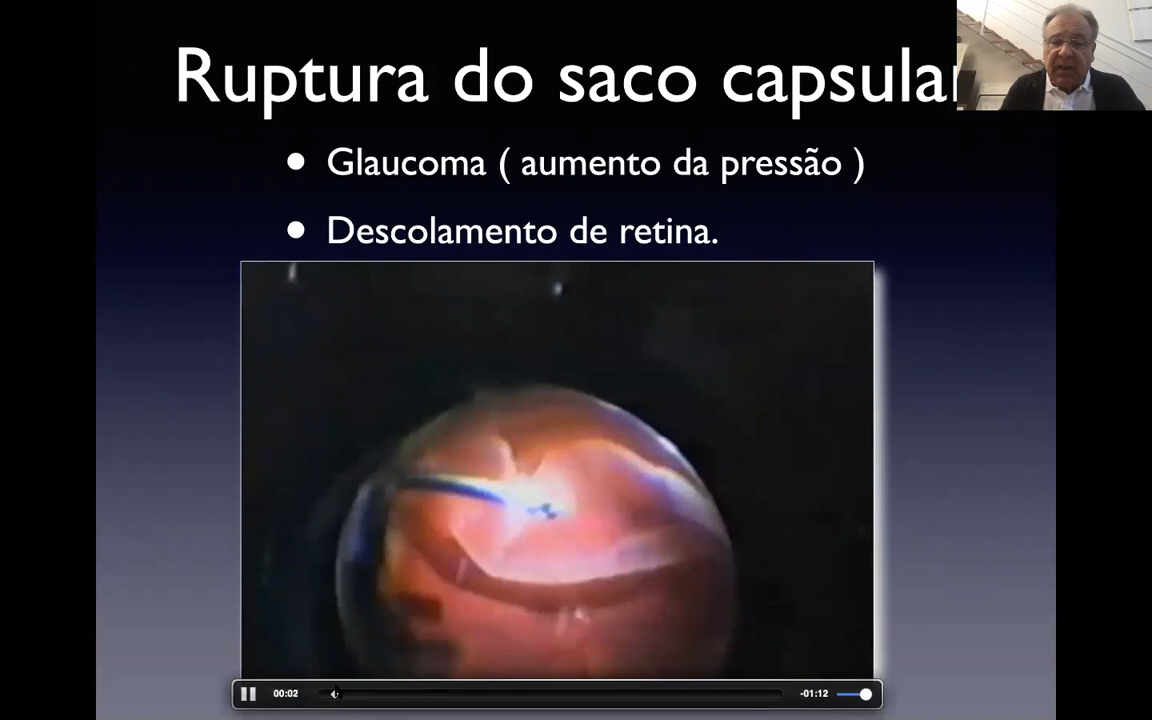 Ruptura do saco capsular
Glaucoma ( aumento da pressão )
Descolamento de retina.
00:02
-01:12